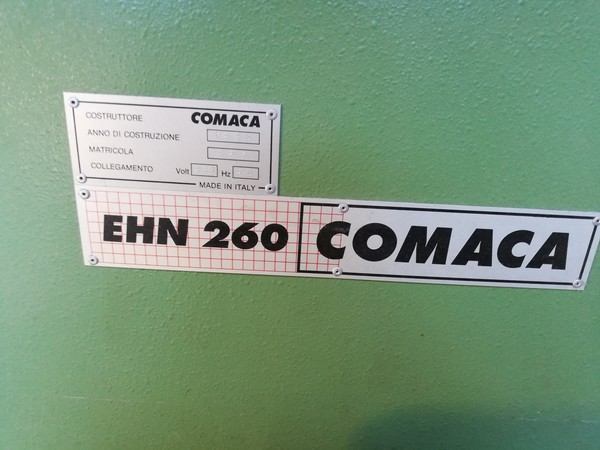 COSTRUTTORE COMACA
ANNO DI COSTRUZIONE
MATRICOLA
COLLEGAMENTO Volt Hz
MADE IN ITALY
EHN 260 COMACA